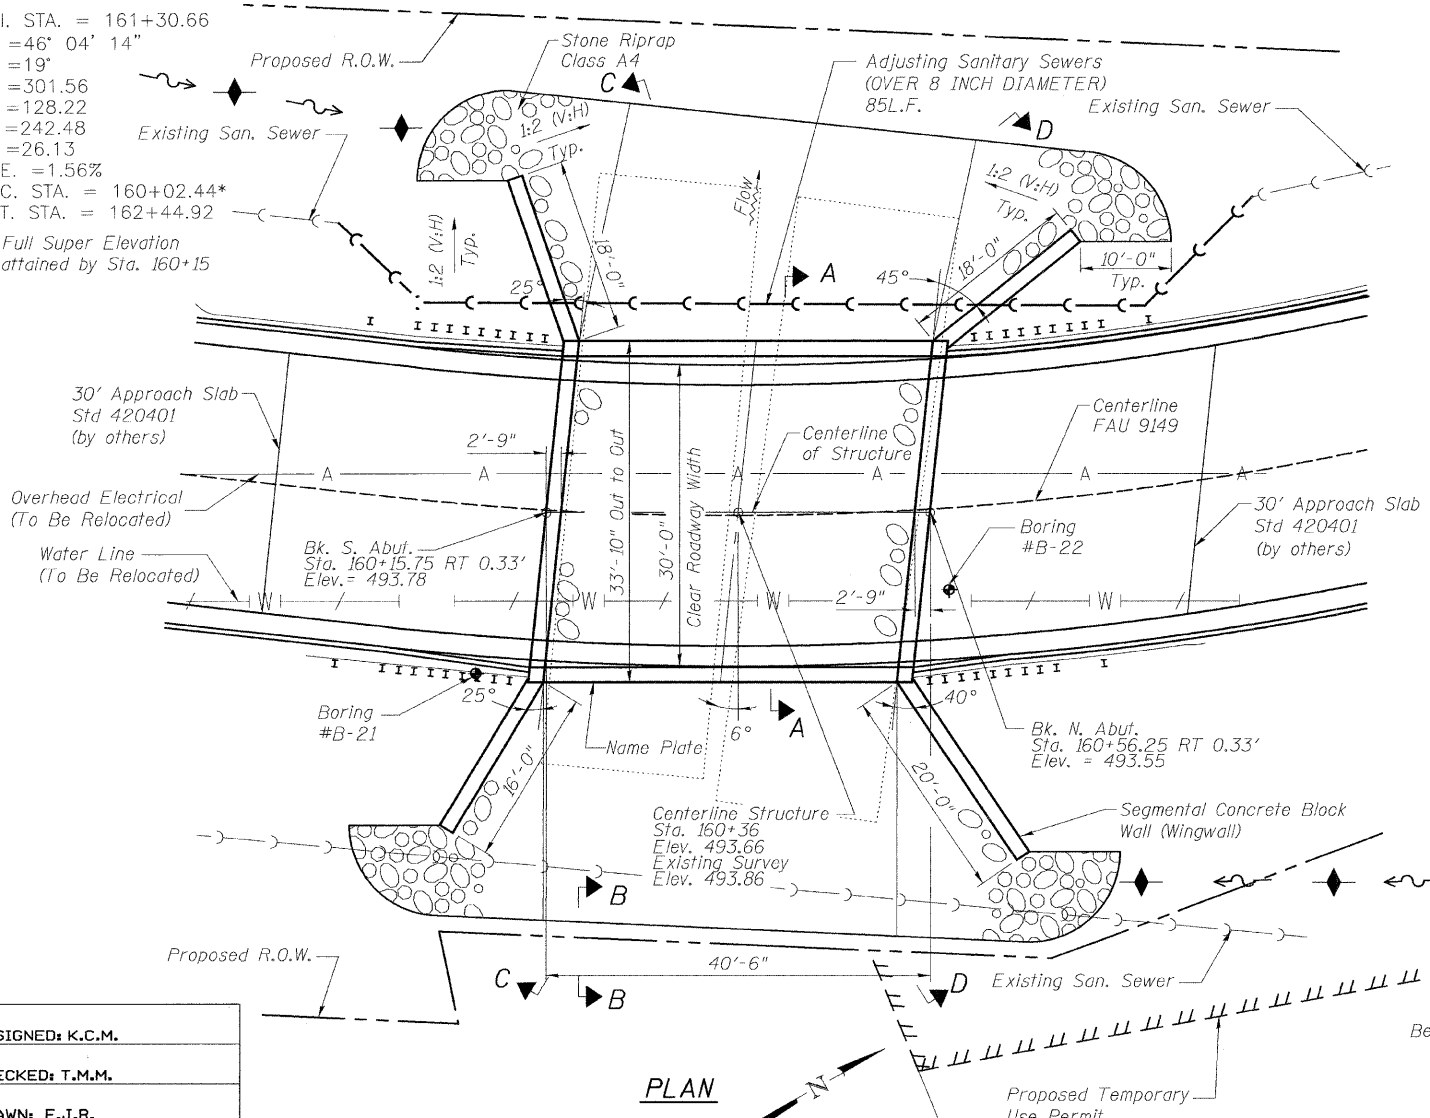 I. STA. = 161+30.66
=46° 04' 14"
=19°
=301.56
=128.22
=242.48
=26.13
E. =1.56%
C. STA. = 160+02.44*
T. STA. = 162+44.92
Full Super Elevation
attained by Sta. 160+15
Proposed R.O.W.
Stone Riprap
Class A4
C
Adjusting Sanitary Sewers
(OVER 8 INCH DIAMETER)
85L.F.
Existing San. Sewer
D
Existing San. Sewer
1:2 (V:H)
Typ.
1:2 (V:H)
Typ.
1:2 (V:H)
Typ.
Flow
18'-0"
18'-0"
10'-0"
Typ.
25°
A
45°
30' Approach Slab
Std 420401
(by others)
2'-9"
33'-10" Out to Out
30'-0"
Clear Roadway Width
Centerline
of Structure
Centerline
FAU 9149
A
A
A
A
A
Overhead Electrical
(To Be Relocated)
30' Approach Slab
Std 420401
(by others)
Water Line
(To Be Relocated)
Bk. S. Abut.
Sta. 160+15.75 RT 0.33'
Elev.= 493.78
Boring
#B-22
W
W
W
2'-9"
W
25°
40°
Boring
#B-21
6°
A
Name Plate
Bk. N. Abut.
Sta. 160+56.25 RT 0.33'
Elev. = 493.55
16'-0"
20'-0"
Centerline Structure
Sta. 160+36
Elev. 493.66
Existing Survey
Elev. 493.86
Segmental Concrete Block
Wall (Wingwall)
B
Proposed R.O.W.
40'-6"
C
B
D
Existing San. Sewer
SIGNED: K.C.M.
ECKED: T.M.M.
AWN: E.J.R.
PLAN
N
Proposed Temporary
Use Permit
Be